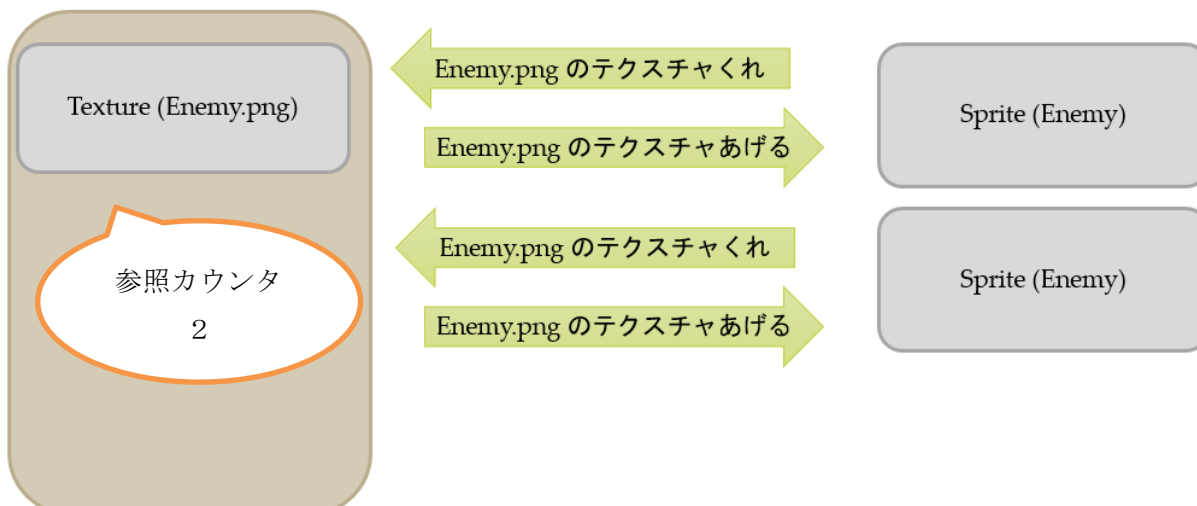 Texture (Enemy.png)
Enemy.png のテクスチャくれ
Enemy.png のテクスチャあげる
Sprite (Enemy)
参照カウンタ
２
Enemy.png のテクスチャくれ
Enemy.png のテクスチャあげる
Sprite (Enemy)